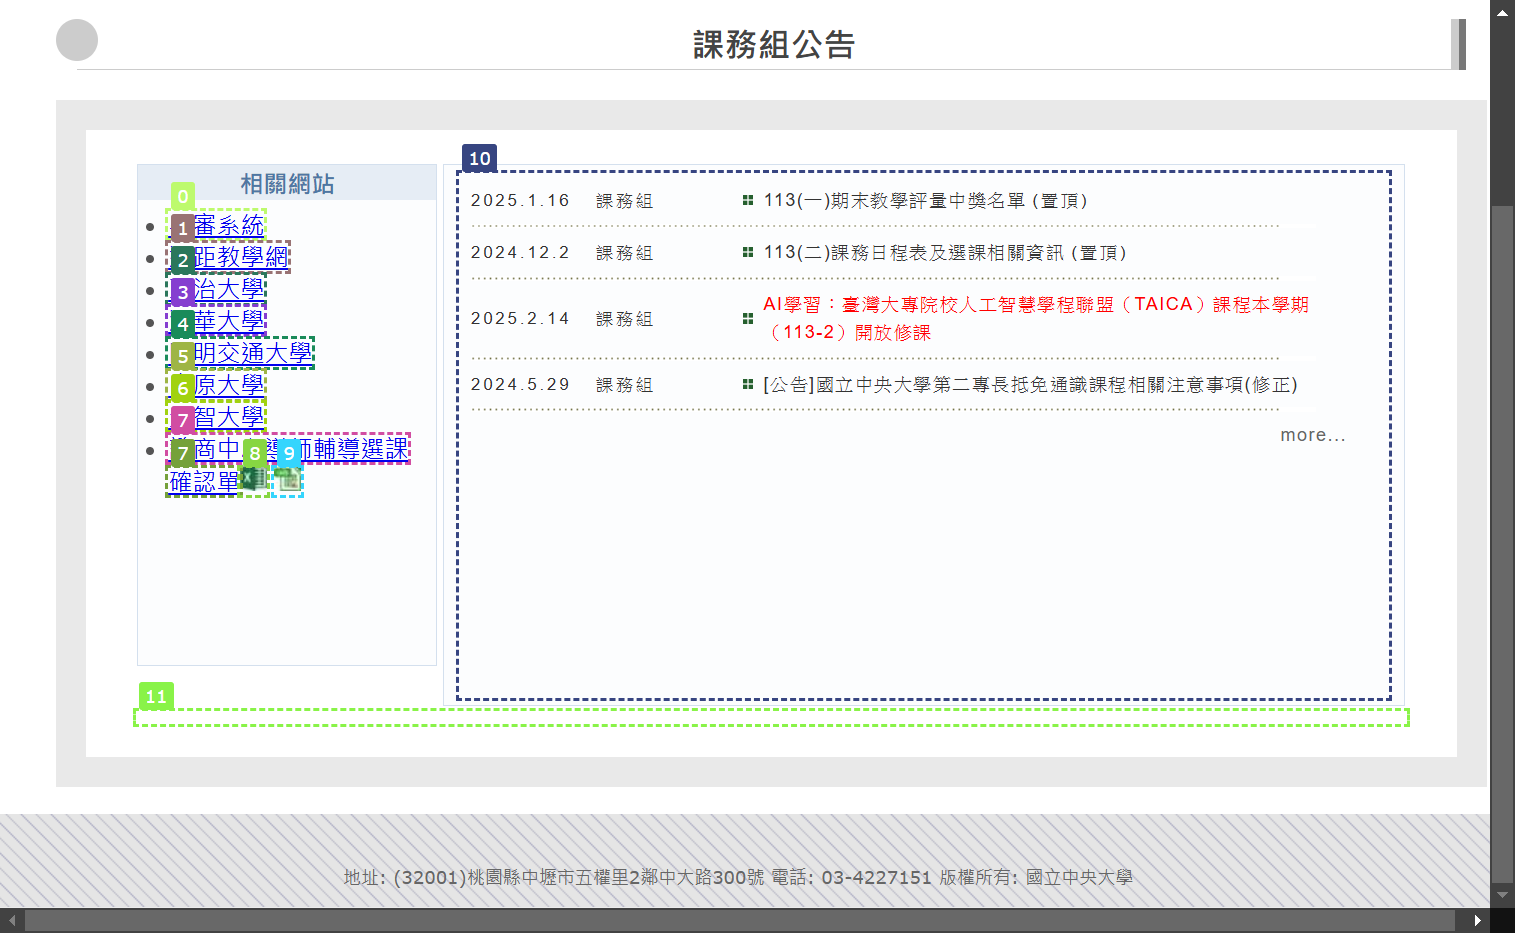 課務組公告
相關網站
0
審系統
1
距教學網
2
治大學
3
華大學
4
明交通大學
5
原大學
6
智大學
7
商中 師輔導選課
7
8
9
確認單
10
2025.1.16 課務組 113(一)期末教學評量中獎名單 (置頂)
2024.12.2 課務組 113(二)課務日程表及選課相關資訊 (置頂)
2025.2.14 課務組 AI學習：臺灣大專院校人工智慧學程聯盟（TAICA）課程本學期
（113-2）開放修課
2024.5.29 課務組 [公告]國立中央大學第二專長抵免通識課程相關注意事項(修正)
more...
11
地址: (32001)桃園縣中壢市五權里2鄰中大路300號 電話: 03-4227151 版權所有: 國立中央大學